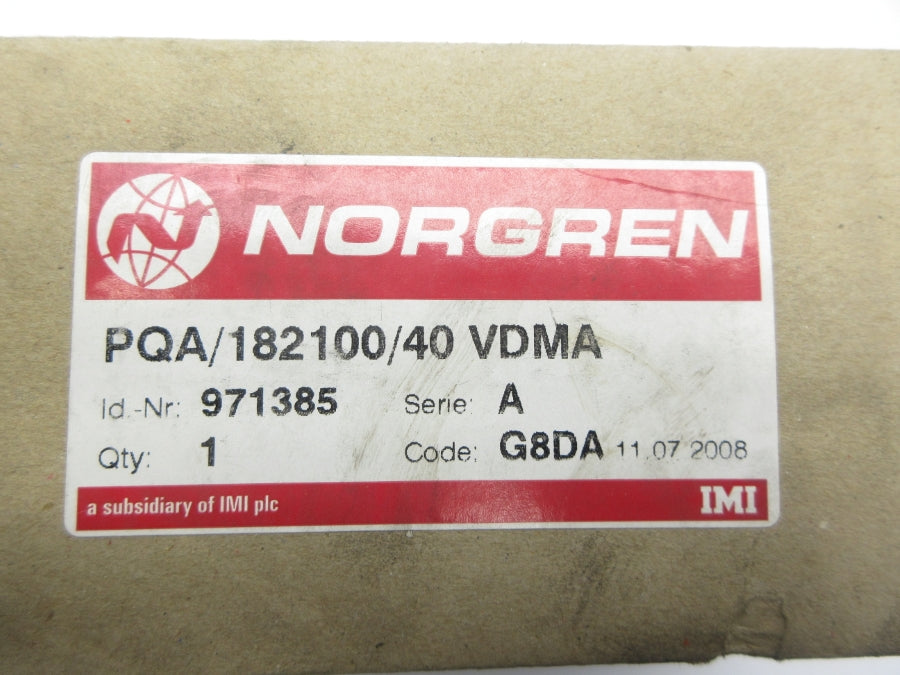 NORGREN
PQA/182100/40 VDMA
Id.-Nr: 971385 Serie: A
Qty: 1 Code: G8DA 11.07 2008
a subsidiary of IMI plc IMI